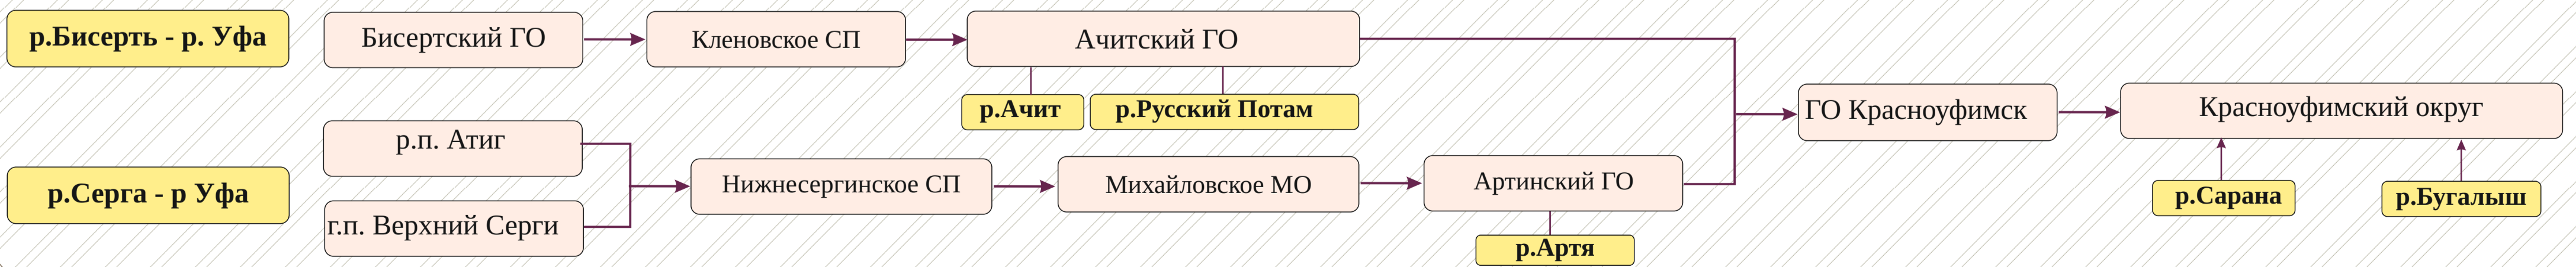 р.Бисерть - р. Уфа
Бисертский ГО
Кленовское СП
Ачитский ГО
р.Ачит
р.Русский Потам
ГО Красноуфимск
Красноуфимский округ
р.Сарана
р.Бугалыш
р.Серга - р Уфа
р.п. Атиг
г.п. Верхний Серги
Нижнесергинское СП
Михайловское МО
Артинский ГО
р.Артя